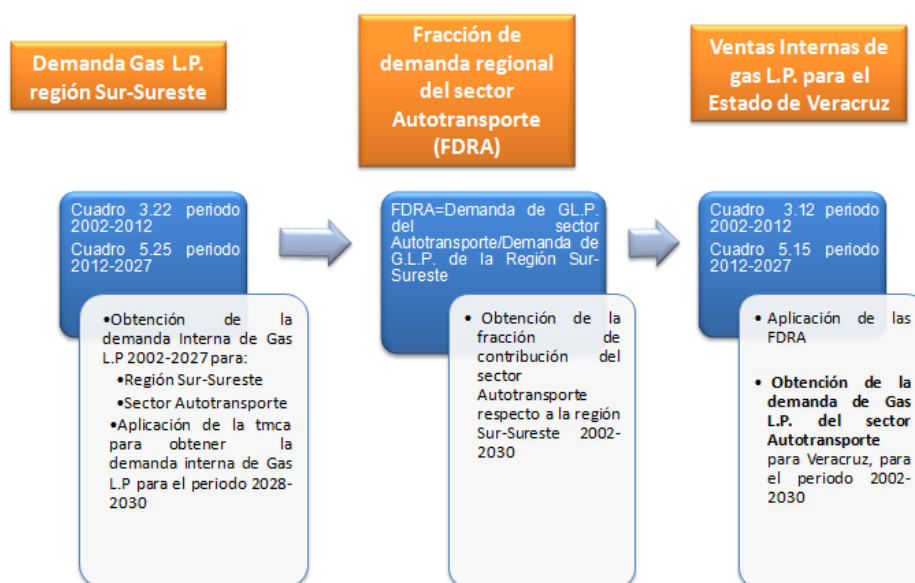 Demanda Gas L.P.
región Sur-Sureste
Fracción de
demanda regional
del sector
Autotransporte
(FDRA)
Ventas Internas de
gas L.P. para el
Estado de Veracruz
Cuadro 3.22 periodo
2002-2012
Cuadro 5.25 periodo
2012-2027
•Obtención de la
demanda Interna de Gas
L.P 2002-2027 para:
•Región Sur-Sureste
•Sector Autotransporte
•Aplicación de la tmca
para obtener la
demanda interna de Gas
L.P para el periodo 2028-
2030
FDRA=Demanda de GL.P.
del sector
Autotransporte/Demanda de
G.L.P. de la Región Sur-
Sureste
• Obtención de la
fracción de
contribución del
sector
Autotransporte
respecto a la región
Sur-Sureste 2002-
2030
Cuadro 3.12 periodo
2002-2012
Cuadro 5.15 periodo
2012-2027
• Aplicación de las
FDRA
• Obtención de la
demanda de Gas
L.P. del sector
Autotransporte
para Veracruz, para
el periodo 2002-
2030